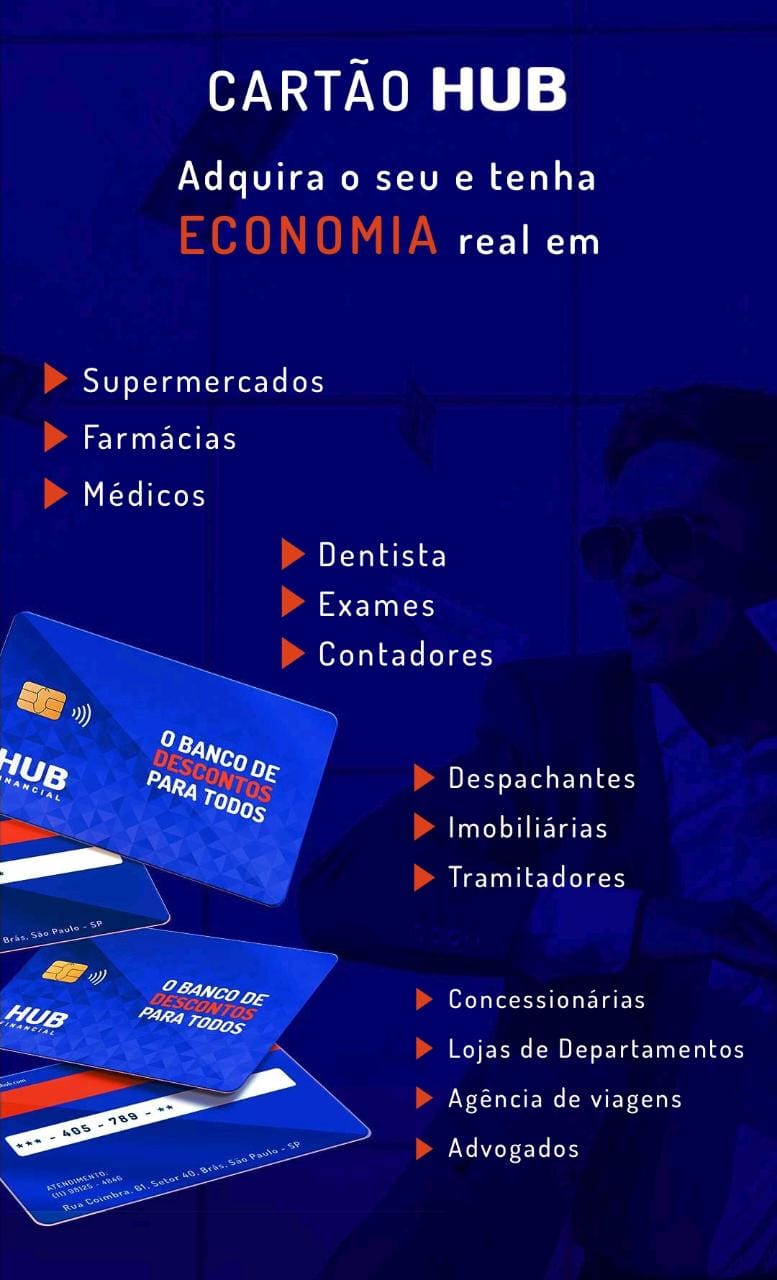 CARTÃO HUB
Adquira o seu e tenha
ECONOMIA real em
Supermercados
Farmácias
Médicos
Dentista
Exames
Contadores
O BANCO DE
DESCONTOS
PARA TODOS
HUB
FINANCIAL
Brás, São Paulo - SP
Despachantes
Imobiliárias
Tramitadores
O BANCO DE
DESCONTOS
PARA TODOS
HUB
FINANCIAL
*** - 405 - 789 - **
ATENDIMENTO:
(11) 98125 - 4846
Rua Coimbra, 61, Setor 40, Brás, São Paulo - SP
Concessionárias
Lojas de Departamentos
Agência de viagens
Advogados